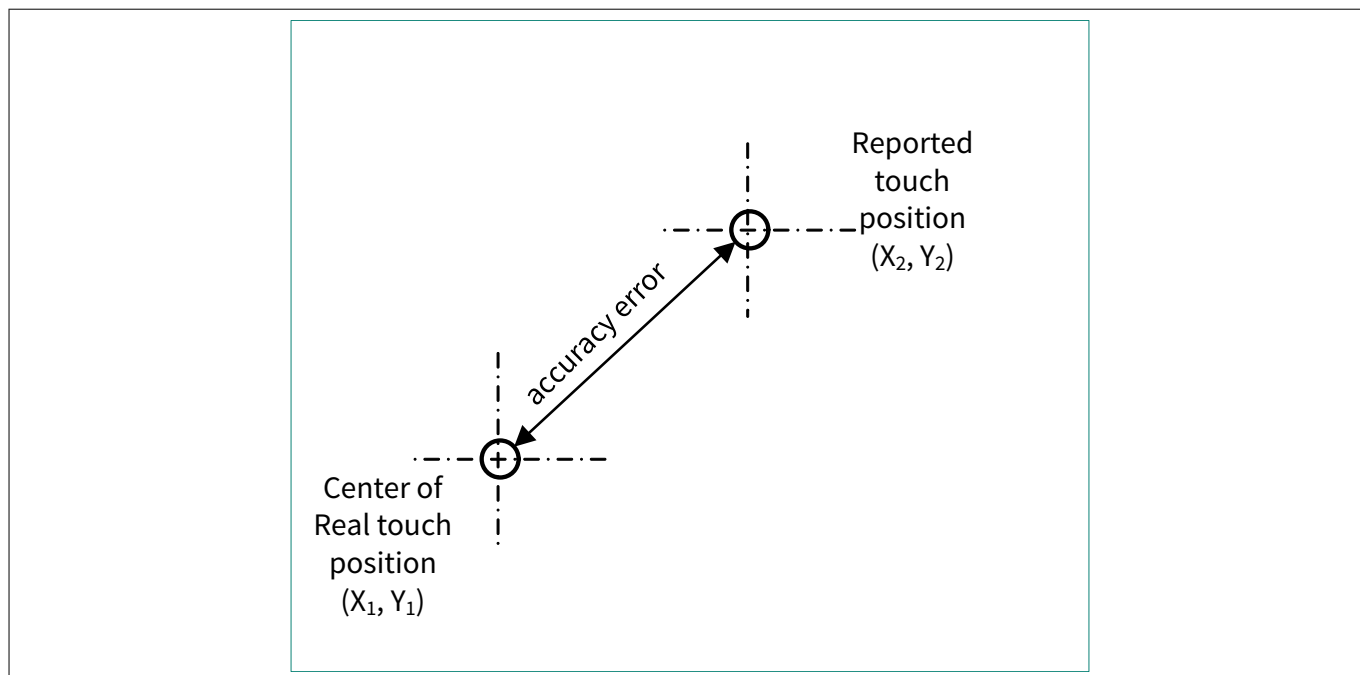 Reported
touch
position
(X₂, Y₂)
accuracy error
Center of
Real touch
position
(X₁, Y₁)